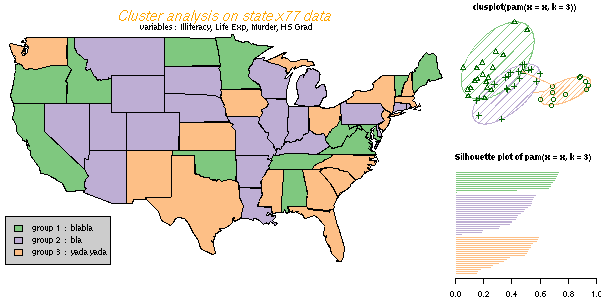 Cluster analysis on state.x77 data
variables : Illiteracy, Life Exp, Murder, HS Grad
group 1 : blabla
group 2 : bla
group 3 : yada yada
clusplot(pam(x = x, k = 3))
Silhouette plot of pam(x = x, k = 3)
0.0 0.2 0.4 0.6 0.8 1.0